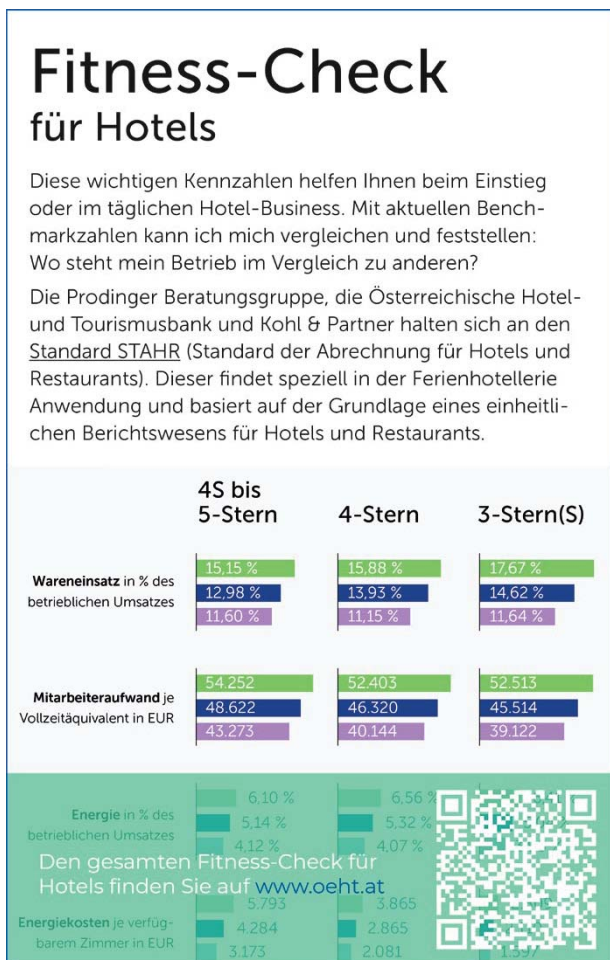 Fitness-Check
für Hotels
Diese wichtigen Kennzahlen helfen Ihnen beim Einstieg
oder im täglichen Hotel-Business. Mit aktuellen Bench-
markzahlen kann ich mich vergleichen und feststellen:
Wo steht mein Betrieb im Vergleich zu anderen?
Die Prodinger Beratungsgruppe, die Österreichische Hotel-
und Tourismusbank und Kohl & Partner halten sich an den
Standard STAHR (Standard der Abrechnung für Hotels und
Restaurants). Dieser findet speziell in der Ferienhotellerie
Anwendung und basiert auf der Grundlage eines einheitli-
chen Berichtswesens für Hotels und Restaurants.
4S bis
5-Stern 4-Stern 3-Stern(S)
Wareneinsatz in % des
betrieblichen Umsatzes
15,15 % 15,88 % 17,67 %
12,98 % 13,93 % 14,62 %
11,60 % 11,15 % 11,64 %
Mitarbeiteraufwand je
Vollzeitäquivalent in EUR
54.252 52.403 52.513
48.622 46.320 45.514
43.273 40.144 39.122
Energie in % des
betrieblichen Umsatzes
6,10 % 6,56 %
5,14 % 5,32 %
4,12 % 4,07 %
Den gesamten Fitness-Check für
Hotels finden Sie auf www.oeht.at
Energiekosten je verfüg-
barem Zimmer in EUR
5.793 3.865
4.284 2.865
3.173 2.081 1.597